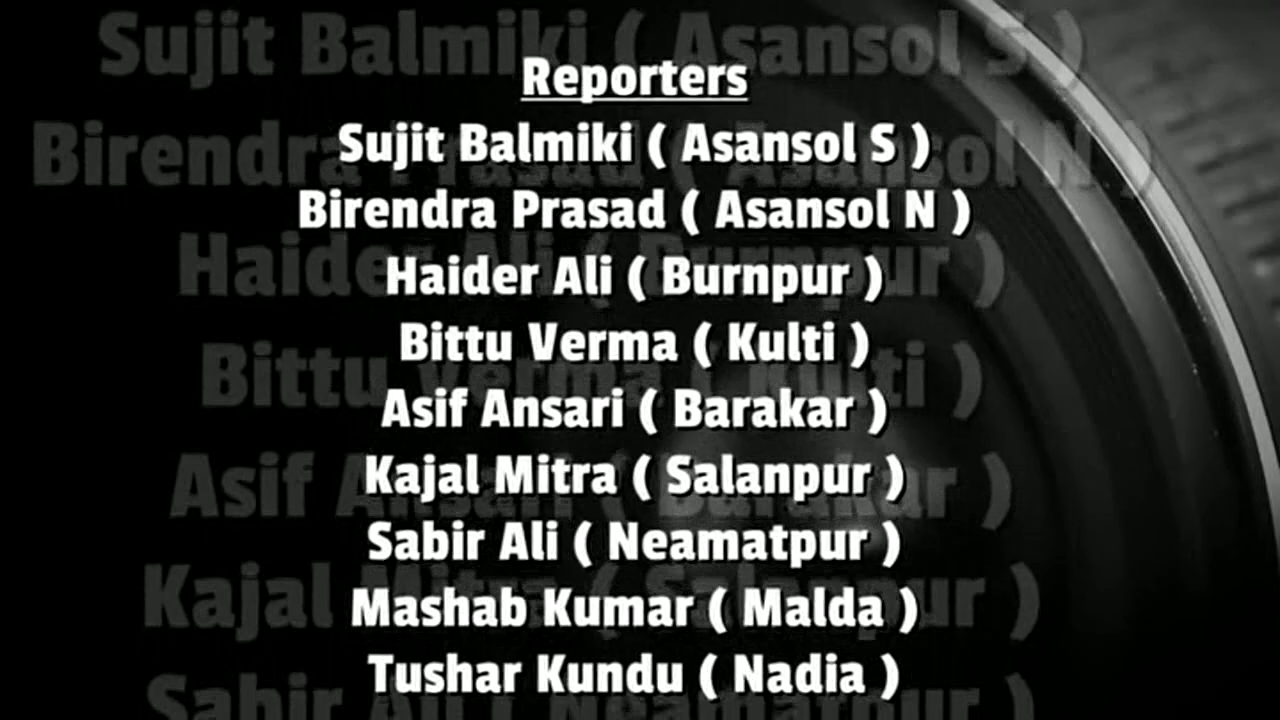 Reporters
Sujit Balmiki ( Asansol S )
Birendra Prasad ( Asansol N )
Haider Ali ( Burnpur )
Bittu Verma ( Kulti )
Asif Ansari ( Barakar )
Kajal Mitra ( Salanpur )
Sabir Ali ( Neamatpur )
Mashab Kumar ( Malda )
Tushar Kundu ( Nadia )